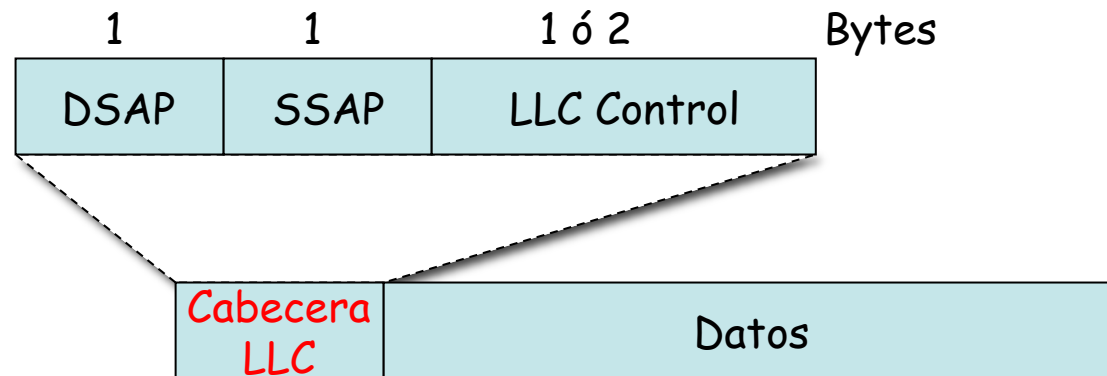 1 1 1 ó 2 Bytes
DSAP SSAP LLC Control
Cabecera
LLC
Datos